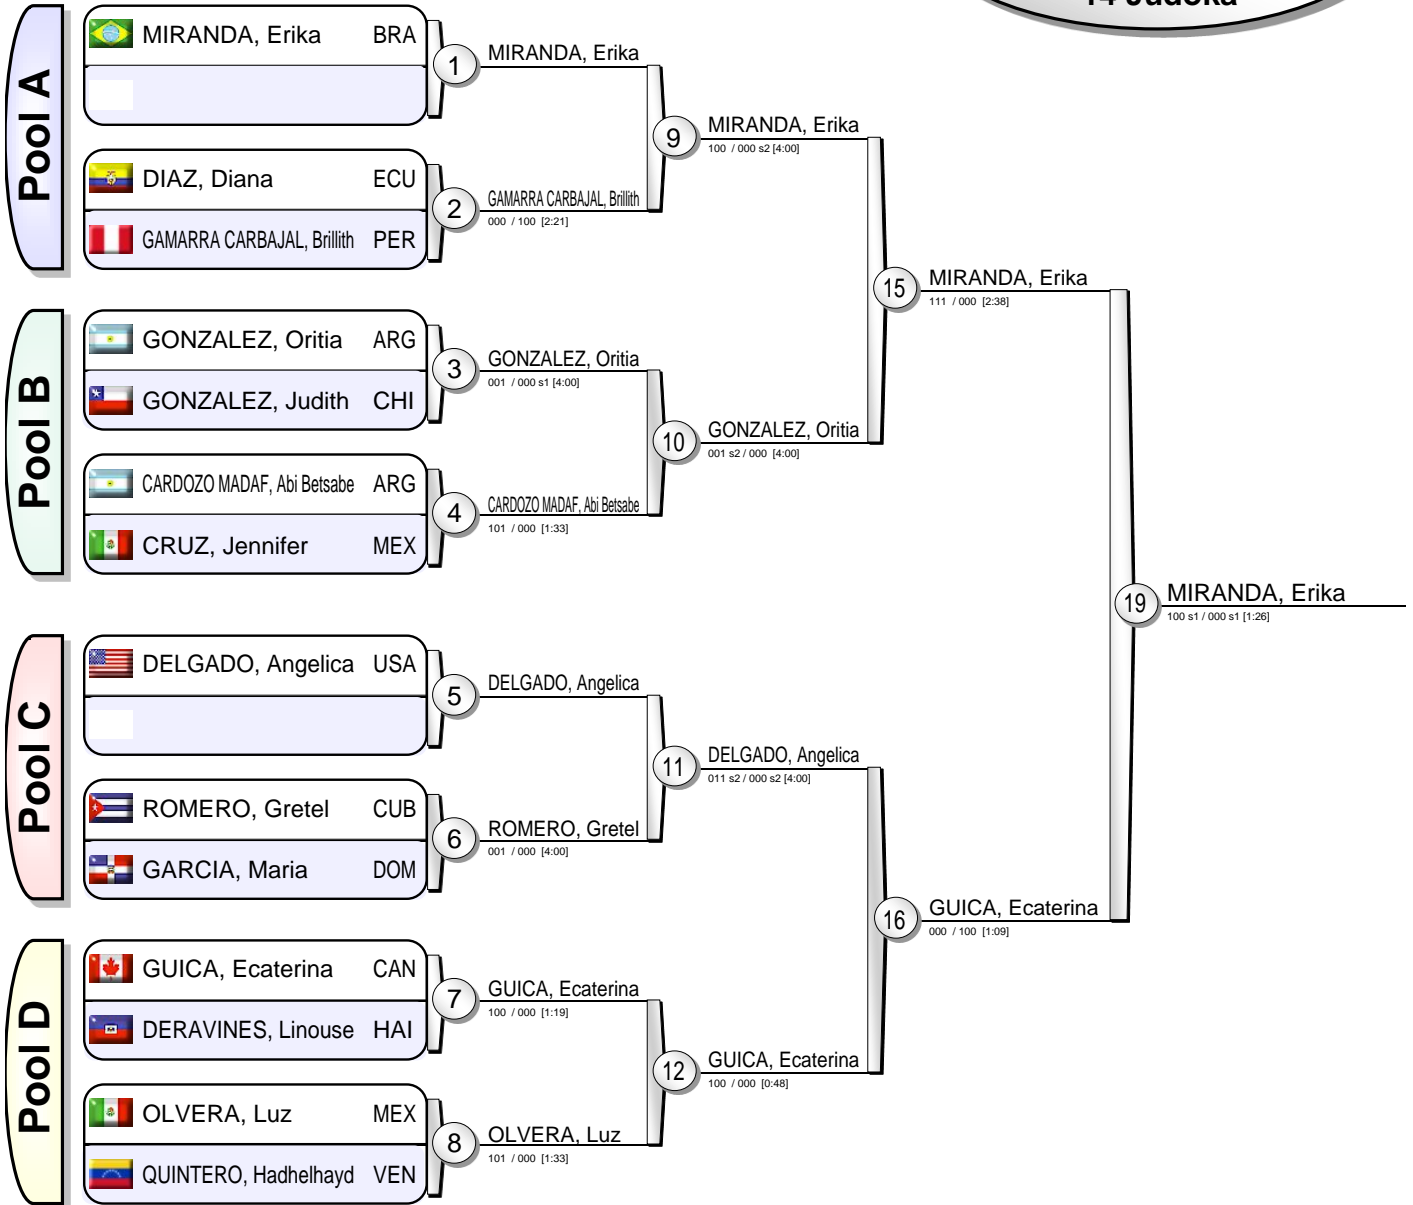 14 Judoka
Pool A
MIRANDA, Erika BRA
DIAZ, Diana ECU
GAMARRA CARBAJAL, Brillith PER
Pool B
GONZALEZ, Oritia ARG
GONZALEZ, Judith CHI
CARDOZO MADAF, Abi Betsabe ARG
CRUZ, Jennifer MEX
Pool C
DELGADO, Angelica USA
ROMERO, Gretel CUB
GARCIA, Maria DOM
Pool D
GUICA, Ecaterina CAN
DERAVINES, Linouse HAI
OLVERA, Luz MEX
QUINTERO, Hadhelhayd VEN
1 MIRANDA, Erika
2 GAMARRA CARBAJAL, Brillith
000 / 100 [2:21]
3 GONZALEZ, Oritia
001 / 000 s1 [4:00]
4 CARDOZO MADAF, Abi Betsabe
101 / 000 [1:33]
5 DELGADO, Angelica
6 ROMERO, Gretel
001 / 000 [4:00]
7 GUICA, Ecaterina
100 / 000 [1:19]
8 OLVERA, Luz
101 / 000 [1:33]
9 MIRANDA, Erika
100 / 000 s2 [4:00]
10 GONZALEZ, Oritia
001 s2 / 000 [4:00]
11 DELGADO, Angelica
011 s2 / 000 s2 [4:00]
12 GUICA, Ecaterina
100 / 000 [0:48]
15 MIRANDA, Erika
111 / 000 [2:38]
16 GUICA, Ecaterina
000 / 100 [1:09]
19 MIRANDA, Erika
100 s1 / 000 s1 [1:26]